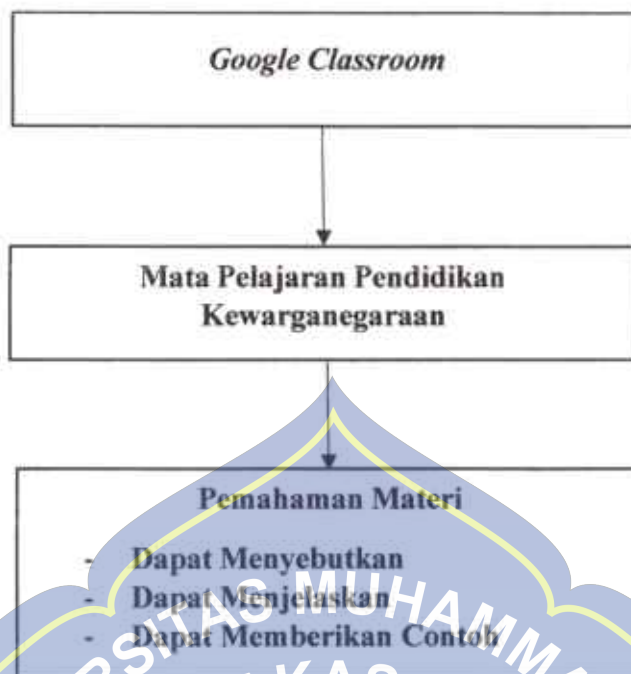 Google Classroom
Mata Pelajaran Pendidikan
Kewarganegaraan
Pemahaman Materi
- Dapat Menyebutkan
- Dapat Menjelaskan
- Dapat Memberikan Contoh